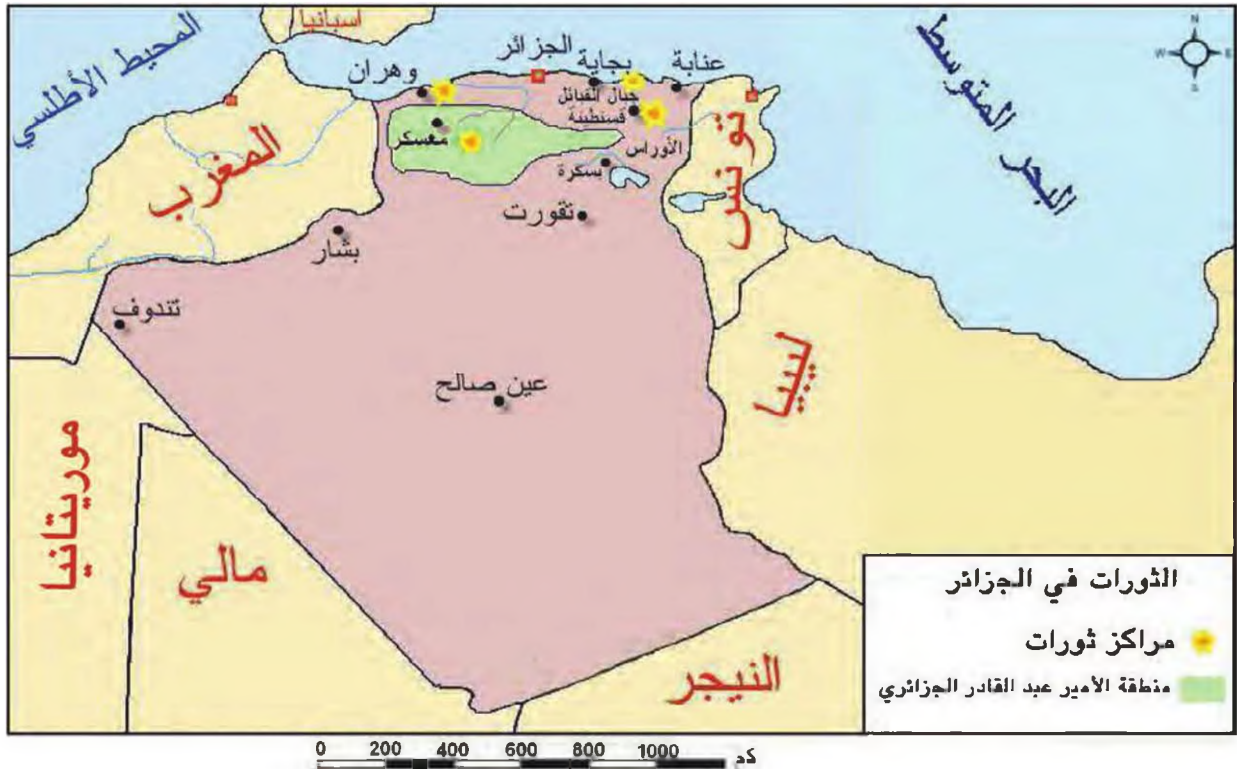 اسبانيا
المحيط الأطلسي
البحر المتوسط
N
W
E
S
الجزائر
بجاية
عنابة
وهران
جبال القبائل
قسنطينة
معسكر
الأوراس
بسكرة
تقورت
بشار
تندوف
عين صالح
المغرب
تونس
ليبيا
موريتانيا
مالي
النيجر
الثورات في الجزائر
مراكز ثورات
منطقة الأمير عبد القادر الجزائري
0 200 400 600 800 1000 كم